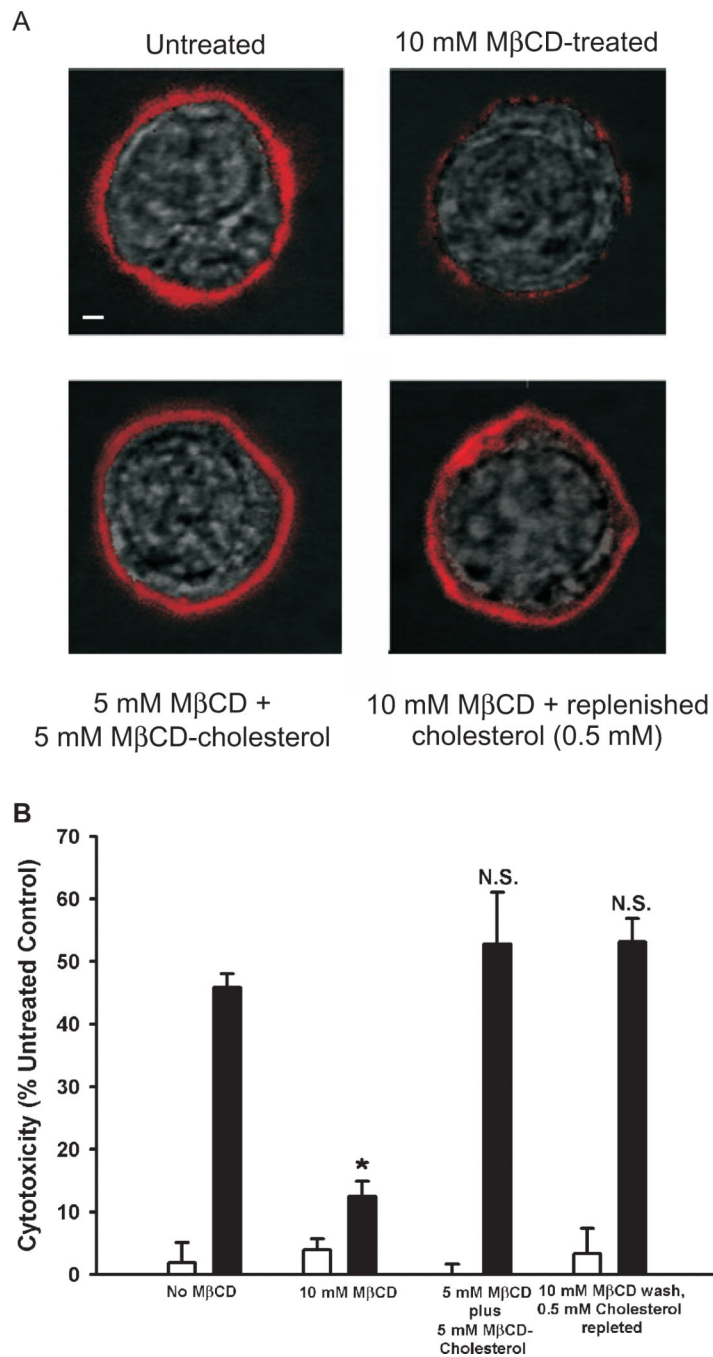 A
Untreated
10 mM MβCD-treated
5 mM MβCD +
5 mM MβCD-cholesterol
10 mM MβCD + replenished
cholesterol (0.5 mM)
B
Cytotoxicity (% Untreated Control)
70
60
50
40
30
20
10
0
*
N.S.
N.S.
No MβCD
10 mM MβCD
5 mM MβCD
plus
5 mM MβCD-
Cholesterol
10 mM MβCD wash,
0.5 mM Cholesterol
repleted